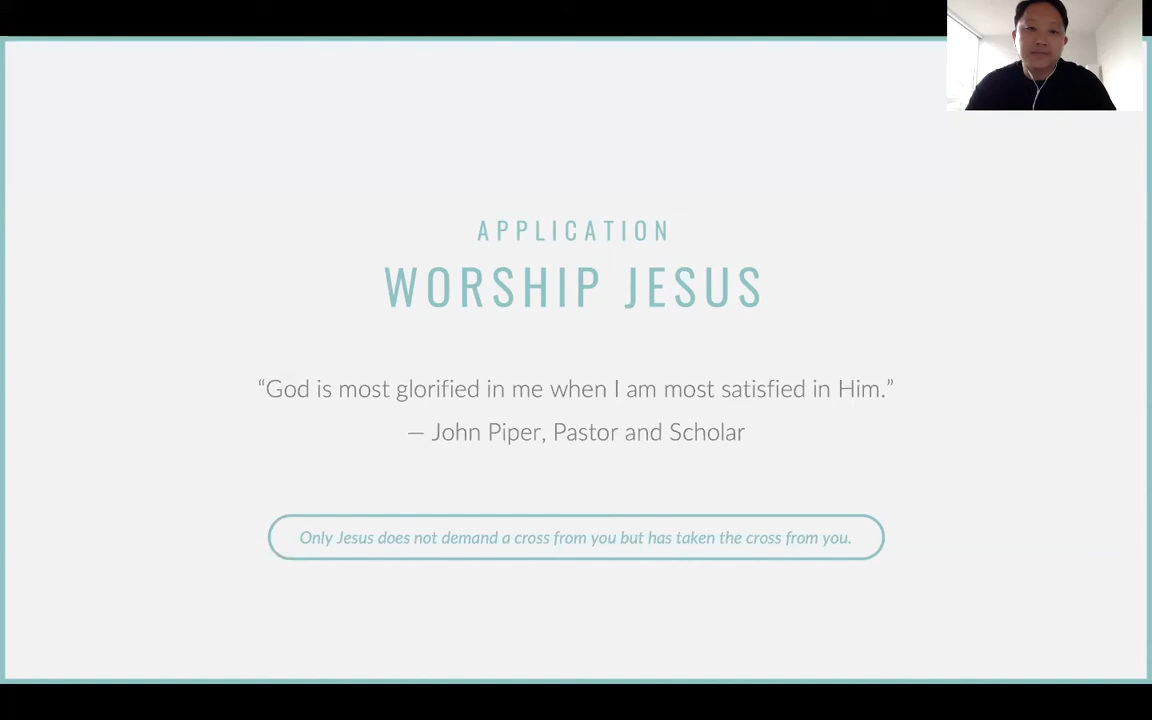 APPLICATION
WORSHIP JESUS
“God is most glorified in me when I am most satisfied in Him.”
— John Piper, Pastor and Scholar
Only Jesus does not demand a cross from you but has taken the cross from you.